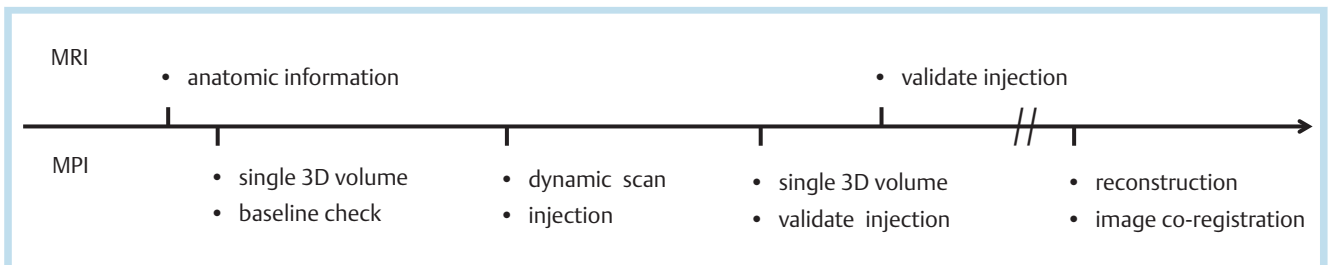 MRI
• anatomic information
• validate injection
MPI
• single 3D volume
• baseline check
• dynamic scan
• injection
• single 3D volume
• validate injection
• reconstruction
• image co-registration